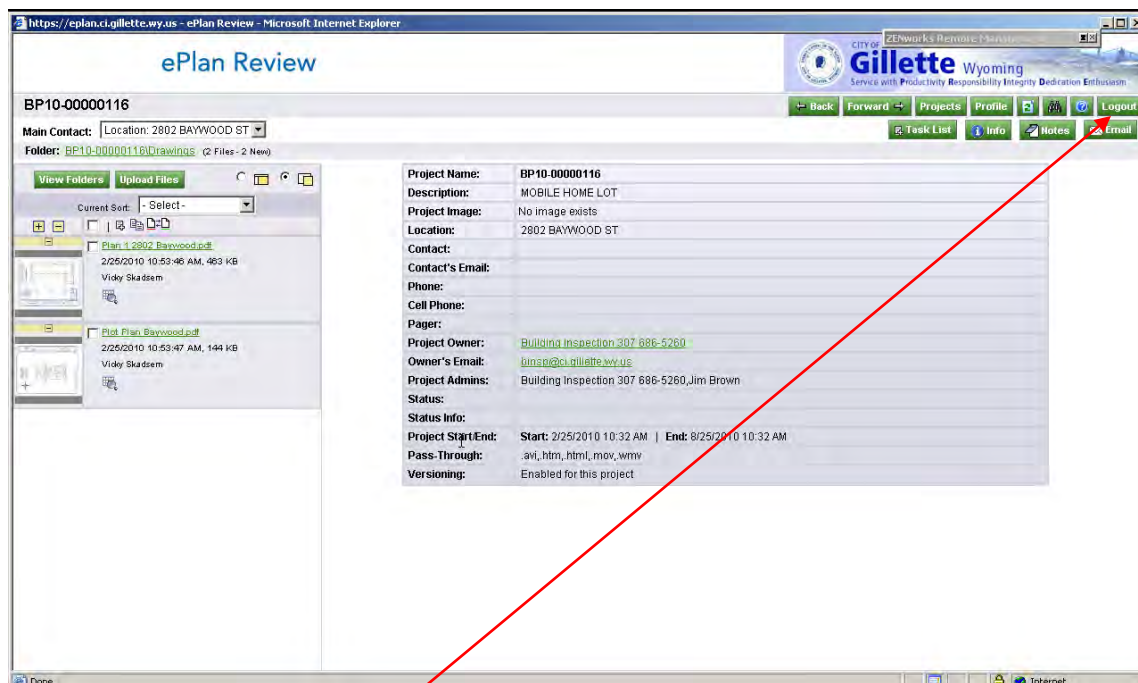 https://eplan.ci.gillette.wy.us - ePlan Review - Microsoft Internet Explorer
ZENworks Remote
ePlan Review
CITY OF
Gillette Wyoming
Service with Productivity Responsibility Integrity Dedication Enthusiasm
BP10-00000116
Back Forward Projects Profile Logout
Main Contact: Location: 2802 BAYWOOD ST
Task List Info Notes Email
Folder: BP10-00000116\Drawings (2 Files - 2 New)
View Folders Upload Files
Current Sort: - Select -
Plan 1 2802 Baywood.pdf
2/25/2010 10:53:46 AM, 463 KB
Vicky Skadsem
Plot Plan Baywood.pdf
2/25/2010 10:53:47 AM, 144 KB
Vicky Skadsem
Project Name: BP10-00000116
Description: MOBILE HOME LOT
Project Image: No image exists
Location: 2802 BAYWOOD ST
Contact:
Contact's Email:
Phone:
Cell Phone:
Pager:
Project Owner: Building Inspection 307 686-5260
Owner's Email: binsp@ci.gillette.wy.us
Project Admins: Building Inspection 307 686-5260,Jim Brown
Status:
Status Info:
Project Start/End: Start: 2/25/2010 10:32 AM | End: 8/25/2010 10:32 AM
Pass-Through: .avi,.htm,.html,.mov,.wmv
Versioning: Enabled for this project
Done
Internet